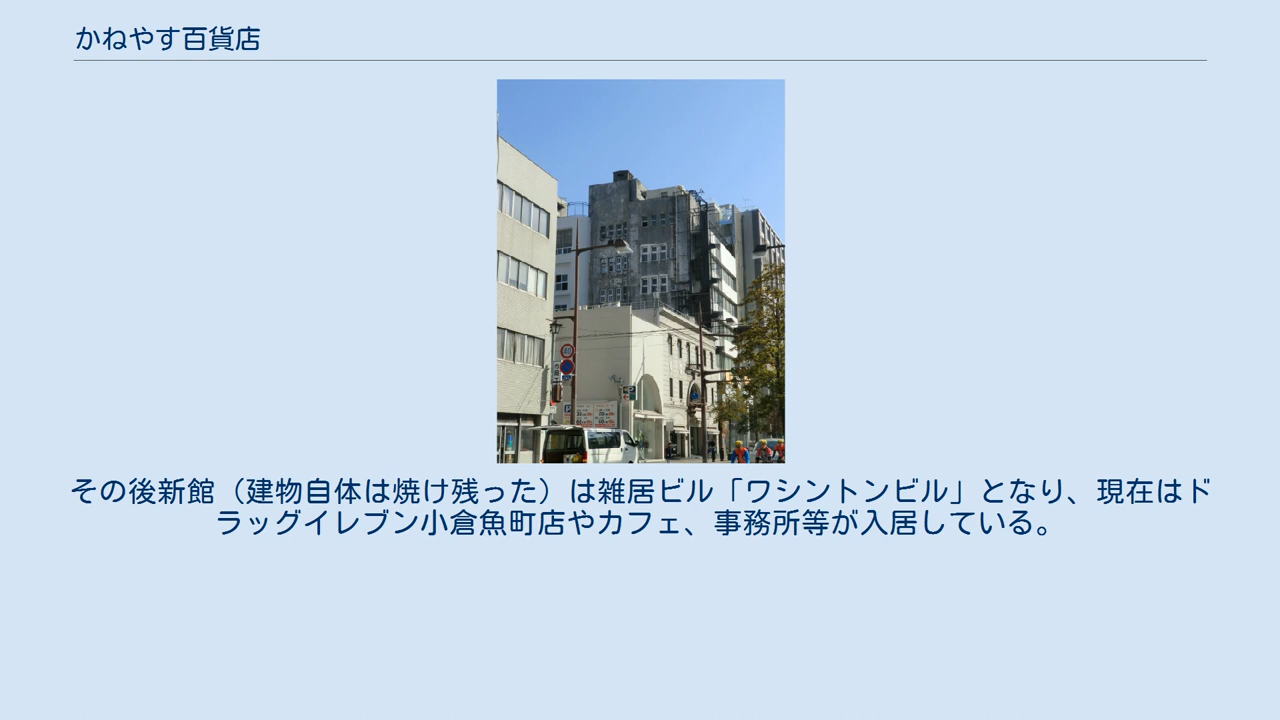 かねやす百貨店
その後新館（建物自体は焼け残った）は雑居ビル「ワシントンビル」となり、現在はド
ラッグイレブン小倉魚町店やカフェ、事務所等が入居している。